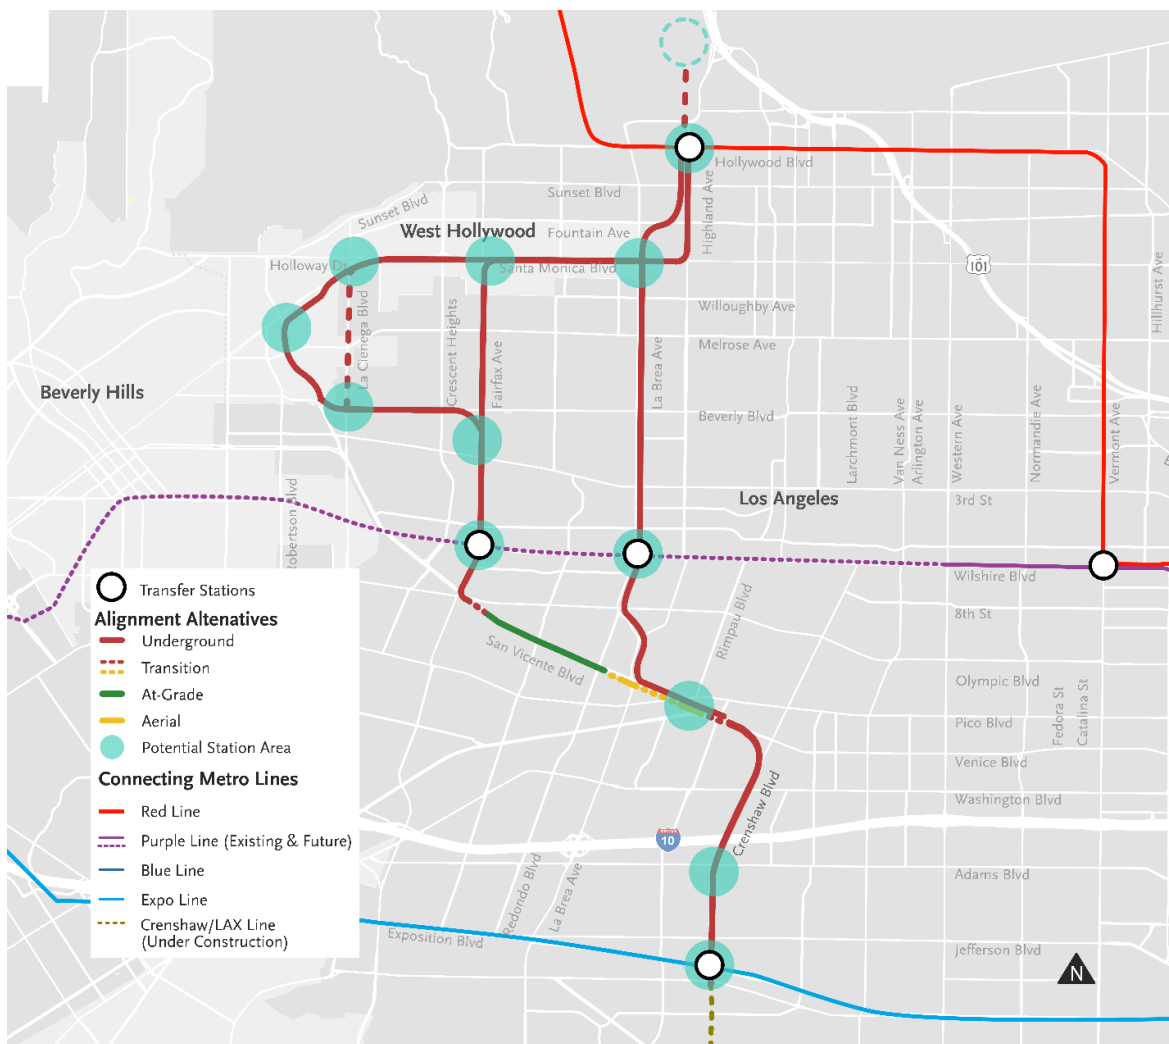 Hollywood Blvd
Sunset Blvd
Highland Ave
Sunset Blvd
West Hollywood
Fountain Ave
Holloway Dr
Santa Monica Blvd
101
Hillhurst Ave
Willoughby Ave
La Cienega Blvd
Crescent Heights
Fairfax Ave
La Brea Ave
Melrose Ave
Beverly Hills
Beverly Blvd
Larchmont Blvd
Van Ness Ave
Arlington Ave
Western Ave
Normandie Ave
Vermont Ave
Los Angeles
3rd St
Robertson Blvd
Wilshire Blvd
8th St
Rimpau Blvd
San Vicente Blvd
Olympic Blvd
Fedora St
Catalina St
Pico Blvd
Venice Blvd
Washington Blvd
Crenshaw Blvd
10
Adams Blvd
Redondo Blvd
La Brea Ave
Exposition Blvd
Jefferson Blvd
N
Transfer Stations
Alignment Altenatives
Underground
Transition
At-Grade
Aerial
Potential Station Area
Connecting Metro Lines
Red Line
Purple Line (Existing & Future)
Blue Line
Expo Line
Crenshaw/LAX Line
(Under Construction)